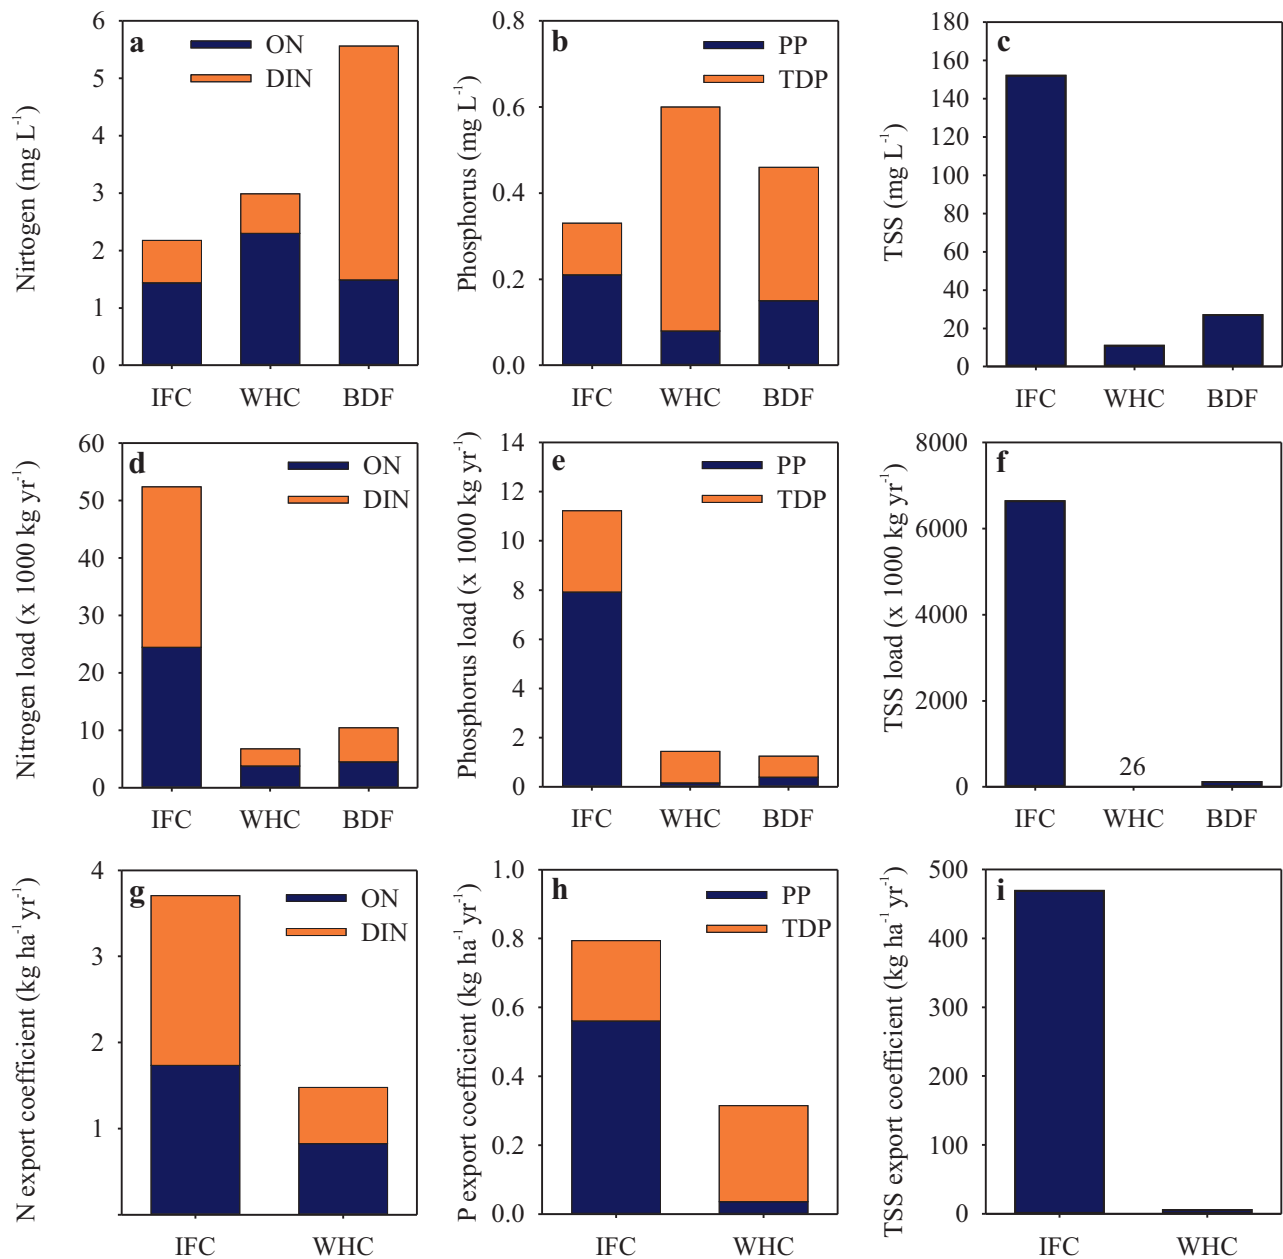 a
ON
DIN
Nirtogen (mg L⁻¹)
6
5
4
3
2
1
0
IFC WHC BDF
b
PP
TDP
Phosphorus (mg L⁻¹)
0.8
0.6
0.4
0.2
0.0
IFC WHC BDF
c
TSS (mg L⁻¹)
180
160
140
120
100
80
60
40
20
0
IFC WHC BDF
d
ON
DIN
Nitrogen load (x 1000 kg yr⁻¹)
60
50
40
30
20
10
0
IFC WHC BDF
e
PP
TDP
Phosphorus load (x 1000 kg yr⁻¹)
14
12
10
8
6
4
2
0
IFC WHC BDF
f
TSS load (x 1000 kg yr⁻¹)
8000
6000
4000
2000
0
26
IFC WHC BDF
g
ON
DIN
N export coefficient (kg ha⁻¹ yr⁻¹)
4
3
2
1
IFC WHC
h
PP
TDP
P export coefficient (kg ha⁻¹ yr⁻¹)
1.0
0.8
0.6
0.4
0.2
0.0
IFC WHC
i
TSS export coefficient (kg ha⁻¹ yr⁻¹)
500
400
300
200
100
0
IFC WHC